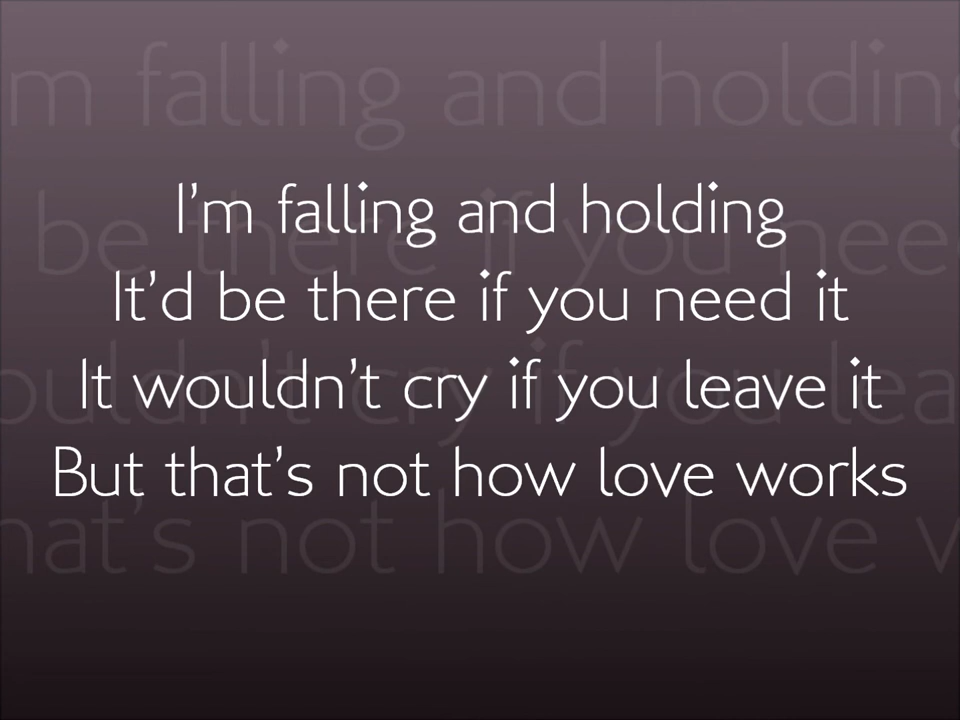 I'm falling and holding
It'd be there if you need it
It wouldn't cry if you leave it
But that's not how love works